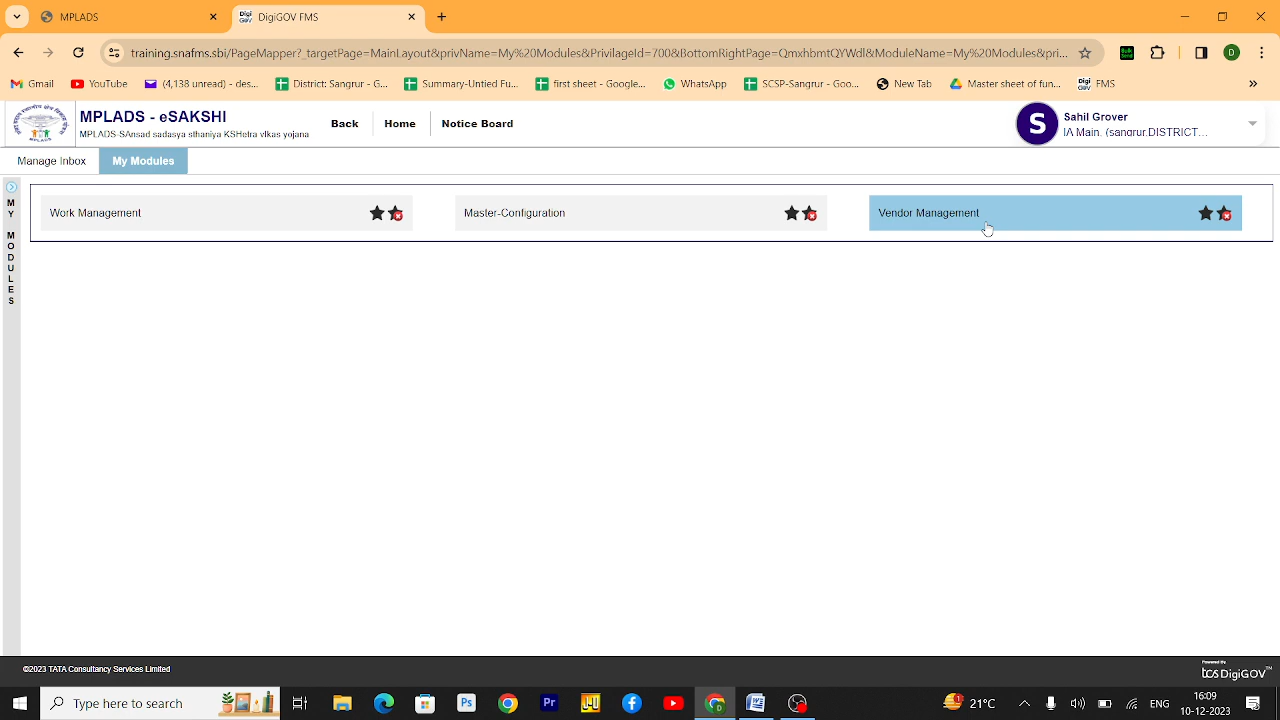 MPLADS
DigiGOV FMS
training.snafms.sbi/PageMapper?_targetPage=MainLayout&privName=My%20Modules&PrivilageId=700&BottomRightPage=QmxhbmtQYWdl&ModuleName=My%20Modules&pri...
Gmail
YouTube
(4,138 unread) - des...
District: Sangrur - G...
Summary-Untied Fu...
first sheet - Google...
WhatsApp
SCSP-Sangrur - Goo...
New Tab
Master sheet of fun...
FMS
MPLADS - eSAKSHI
MPLADS-SAnsad sadasya sthaniya KSHetra vIkas yojana
Back
Home
Notice Board
S
Sahil Grover
IA Main, (sangrur,DISTRICT...
Manage Inbox
My Modules
MY MODULES
Work Management
Master-Configuration
Vendor Management
©2023 TATA Consultancy Services Limited
Powered By
tcs DigiGOV™
Type here to search
21°C
ENG
16:09
10-12-2023